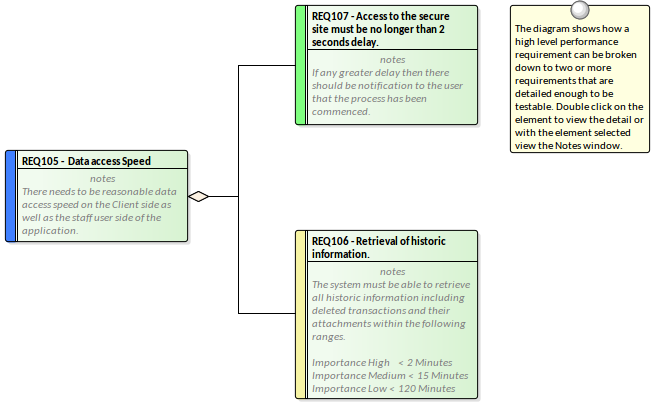 REQ107 - Access to the secure
site must be no longer than 2
seconds delay.
notes
If any greater delay then there
should be notification to the user
that the process has been
commenced.
The diagram shows how a
high level performance
requirement can be broken
down to two or more
requirements that are
detailed enough to be
testable. Double click on the
element to view the detail or
with the element selected
view the Notes window.
REQ105 - Data access Speed
notes
There needs to be reasonable data
access speed on the Client side as
well as the staff user side of the
application.
REQ106 - Retrieval of historic
information.
notes
The system must be able to retrieve
all historic information including
deleted transactions and their
attachments within the following
ranges.
Importance High < 2 Minutes
Importance Medium < 15 Minutes
Importance Low < 120 Minutes